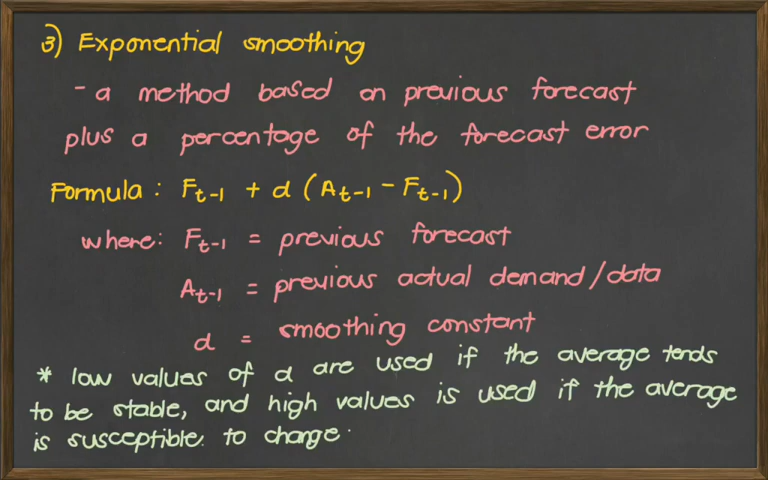 3) Exponential smoothing
- a method based on previous forecast
plus a percentage of the forecast error
Formula : Fₜ₋₁ + α (Aₜ₋₁ - Fₜ₋₁)
where: Fₜ₋₁ = previous forecast
Aₜ₋₁ = previous actual demand/data
α = smoothing constant
* low values of α are used if the average tends
to be stable, and high values is used if the average
is susceptible to change.